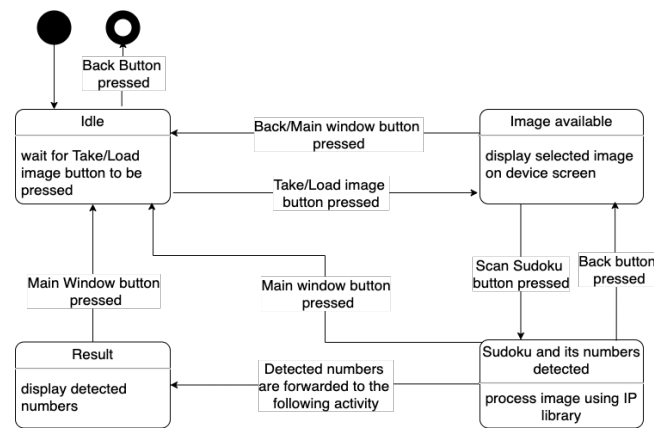 Back Button
pressed
Idle
wait for Take/Load
image button to be
pressed
Back/Main window button
pressed
Image available
display selected image
on device screen
Take/Load image
button pressed
Main Window button
pressed
Main window button
pressed
Scan Sudoku
button pressed
Back button
pressed
Result
display detected
numbers
Detected numbers
are forwarded to the
following activity
Sudoku and its numbers
detected
process image using IP
library